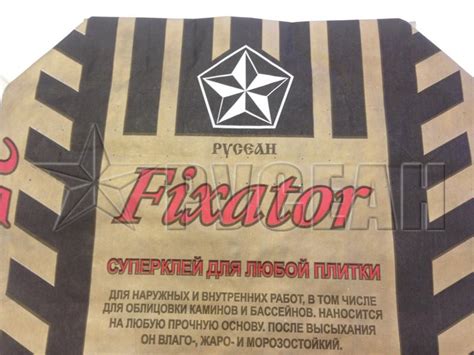 РУСЕАН
Fixator
РУСЕАН
СУПЕРКЛЕЙ ДЛЯ ЛЮБОЙ ПЛИТКИ
ДЛЯ НАРУЖНЫХ И ВНУТРЕННИХ РАБОТ, В ТОМ ЧИСЛЕ
ДЛЯ ОБЛИЦОВКИ КАМИНОВ И БАССЕЙНОВ. НАНОСИТСЯ
НА ЛЮБУЮ ПРОЧНУЮ ОСНОВУ. ПОСЛЕ ВЫСЫХАНИЯ
ОН ВЛАГО-, ЖАРО- И МОРОЗОСТОЙКИЙ.